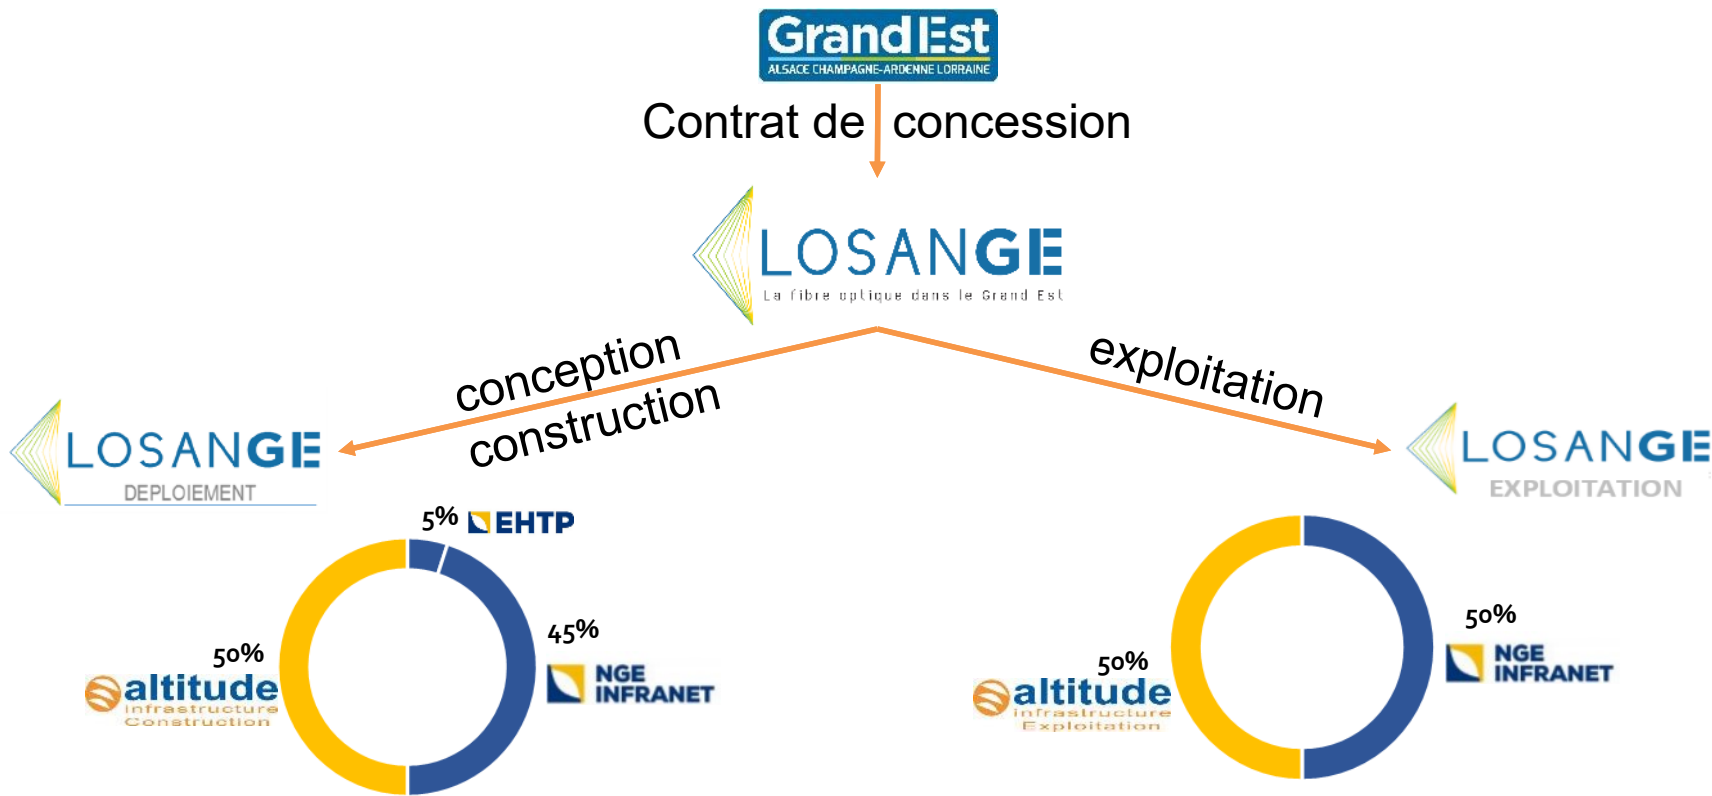 Grand Est
ALSACE CHAMPAGNE-ARDENNE LORRAINE
Contrat de concession
LOSANGE
La fibre optique dans le Grand Est
conception
construction
exploitation
LOSANGE
DEPLOIEMENT
LOSANGE
EXPLOITATION
5%
EHTP
45%
NGE
INFRANET
50%
altitude
infrastructure
Construction
50%
NGE
INFRANET
50%
altitude
infrastructure
Exploitation